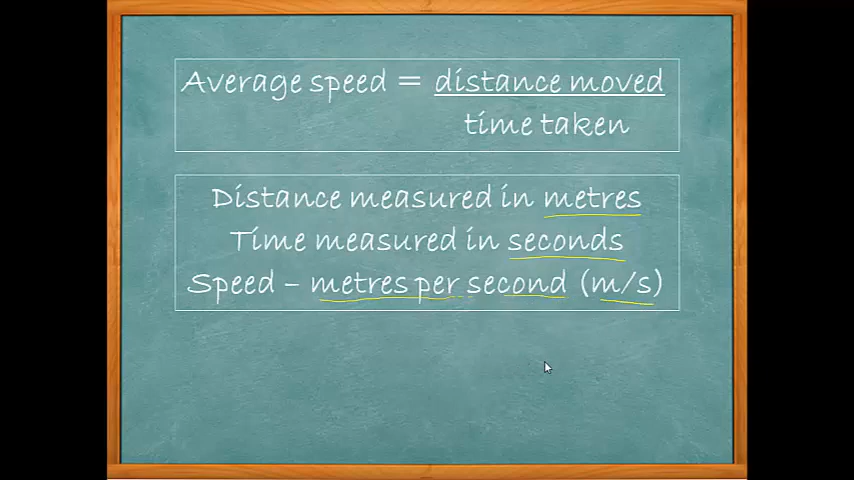 Average speed = distance moved
time taken
Distance measured in metres
Time measured in seconds
Speed – metres per second (m/s)